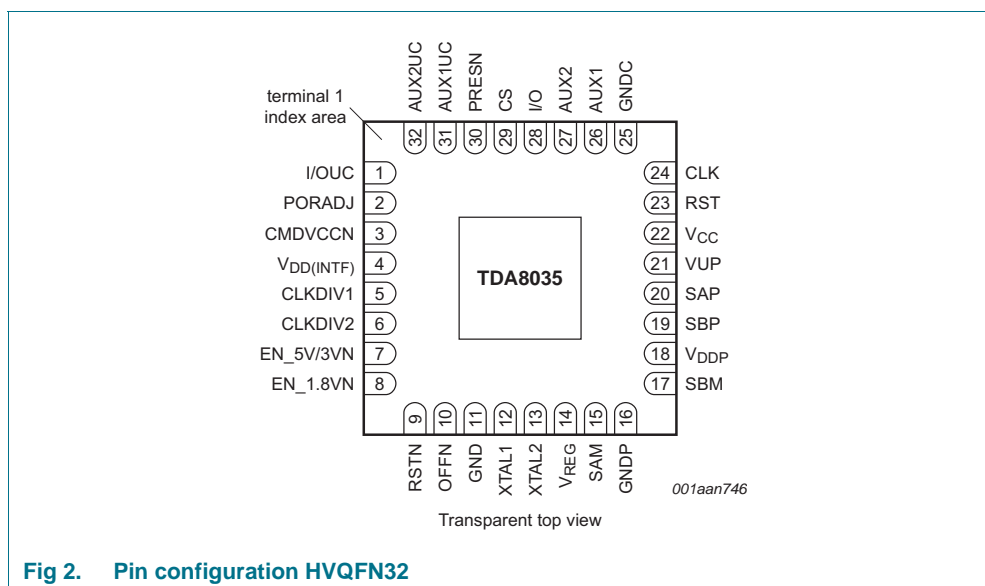 AUX2UC
AUX1UC
PRESN
CS
I/O
AUX2
AUX1
GNDC
terminal 1
index area
32
31
30
29
28
27
26
25
I/OUC 1
PORADJ 2
CMDVCCN 3
VDD(INTF) 4
CLKDIV1 5
CLKDIV2 6
EN_5V/3VN 7
EN_1.8VN 8
TDA8035
24 CLK
23 RST
22 VCC
21 VUP
20 SAP
19 SBP
18 VDDP
17 SBM
9
10
11
12
13
14
15
16
RSTN
OFFN
GND
XTAL1
XTAL2
VREG
SAM
GNDP
001aan746
Transparent top view
Fig 2. Pin configuration HVQFN32